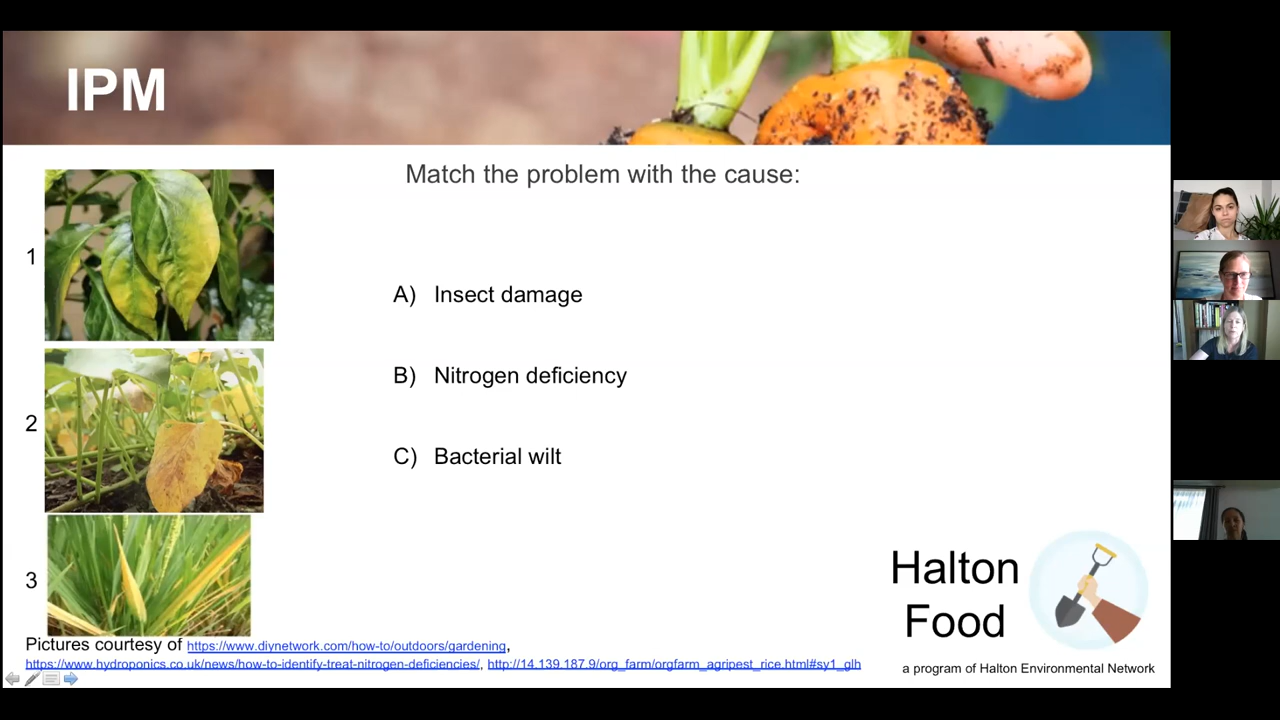 IPM
Match the problem with the cause:
1
A) Insect damage
B) Nitrogen deficiency
2
C) Bacterial wilt
3
Halton
Food
Pictures courtesy of https://www.diynetwork.com/how-to/outdoors/gardening,
https://www.hydroponics.co.uk/news/how-to-identify-treat-nitrogen-deficiencies/, http://14.139.187.9/org_farm/orgfarm_agripest_rice.html#sy1_glh
a program of Halton Environmental Network